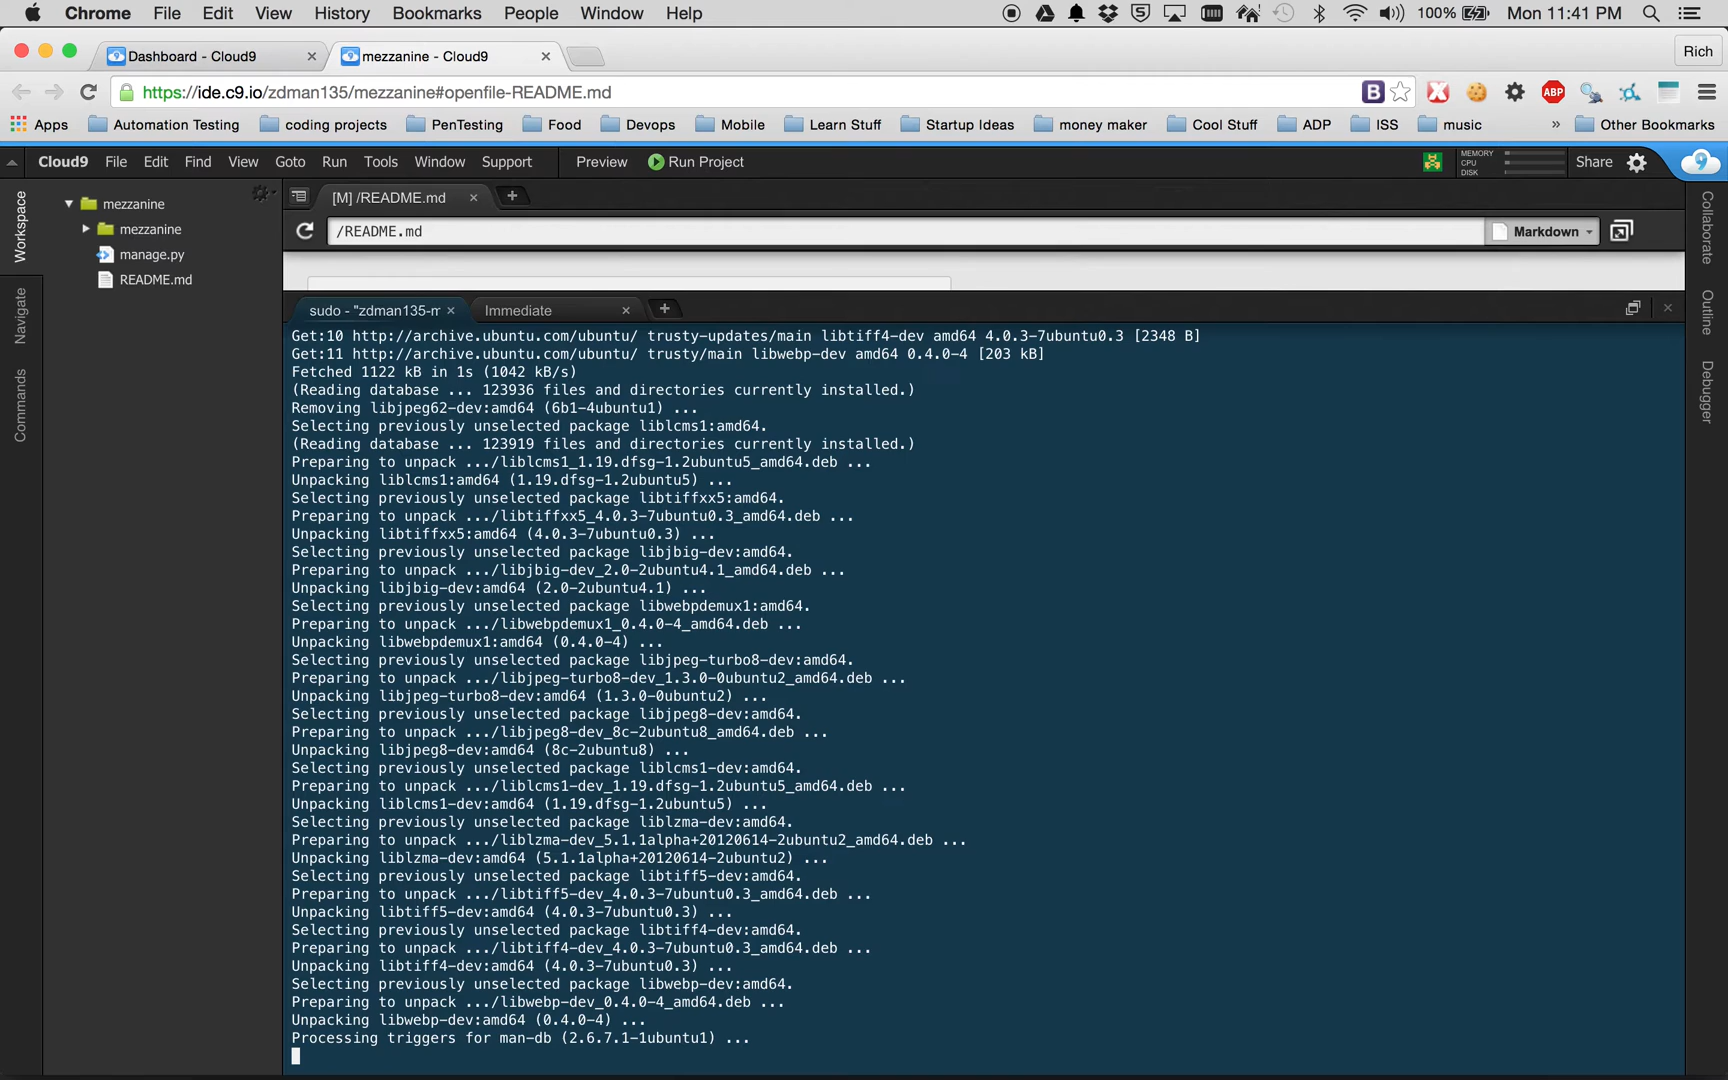 Chrome File Edit View History Bookmarks People Window Help 100% Mon 11:41 PM
Dashboard - Cloud9 mezzanine - Cloud9 Rich
https://ide.c9.io/zdman135/mezzanine#openfile-README.md
Apps Automation Testing coding projects PenTesting Food Devops Mobile Learn Stuff Startup Ideas money maker Cool Stuff ADP ISS music » Other Bookmarks
Cloud9 File Edit Find View Goto Run Tools Window Support Preview Run Project MEMORY CPU DISK Share
Workspace
Navigate
Commands
mezzanine
mezzanine
manage.py
README.md
[M] /README.md
/README.md Markdown
Collaborate
Outline
Debugger
sudo - "zdman135-m Immediate
Get:10 http://archive.ubuntu.com/ubuntu/ trusty-updates/main libtiff4-dev amd64 4.0.3-7ubuntu0.3 [2348 B]
Get:11 http://archive.ubuntu.com/ubuntu/ trusty/main libwebp-dev amd64 0.4.0-4 [203 kB]
Fetched 1122 kB in 1s (1042 kB/s)
(Reading database ... 123936 files and directories currently installed.)
Removing libjpeg62-dev:amd64 (6b1-4ubuntu1) ...
Selecting previously unselected package liblcms1:amd64.
(Reading database ... 123919 files and directories currently installed.)
Preparing to unpack .../liblcms1_1.19.dfsg-1.2ubuntu5_amd64.deb ...
Unpacking liblcms1:amd64 (1.19.dfsg-1.2ubuntu5) ...
Selecting previously unselected package libtiffxx5:amd64.
Preparing to unpack .../libtiffxx5_4.0.3-7ubuntu0.3_amd64.deb ...
Unpacking libtiffxx5:amd64 (4.0.3-7ubuntu0.3) ...
Selecting previously unselected package libjbig-dev:amd64.
Preparing to unpack .../libjbig-dev_2.0-2ubuntu4.1_amd64.deb ...
Unpacking libjbig-dev:amd64 (2.0-2ubuntu4.1) ...
Selecting previously unselected package libwebpdemux1:amd64.
Preparing to unpack .../libwebpdemux1_0.4.0-4_amd64.deb ...
Unpacking libwebpdemux1:amd64 (0.4.0-4) ...
Selecting previously unselected package libjpeg-turbo8-dev:amd64.
Preparing to unpack .../libjpeg-turbo8-dev_1.3.0-0ubuntu2_amd64.deb ...
Unpacking libjpeg-turbo8-dev:amd64 (1.3.0-0ubuntu2) ...
Selecting previously unselected package libjpeg8-dev:amd64.
Preparing to unpack .../libjpeg8-dev_8c-2ubuntu8_amd64.deb ...
Unpacking libjpeg8-dev:amd64 (8c-2ubuntu8) ...
Selecting previously unselected package liblcms1-dev:amd64.
Preparing to unpack .../liblcms1-dev_1.19.dfsg-1.2ubuntu5_amd64.deb ...
Unpacking liblcms1-dev:amd64 (1.19.dfsg-1.2ubuntu5) ...
Selecting previously unselected package liblzma-dev:amd64.
Preparing to unpack .../liblzma-dev_5.1.1alpha+20120614-2ubuntu2_amd64.deb ...
Unpacking liblzma-dev:amd64 (5.1.1alpha+20120614-2ubuntu2) ...
Selecting previously unselected package libtiff5-dev:amd64.
Preparing to unpack .../libtiff5-dev_4.0.3-7ubuntu0.3_amd64.deb ...
Unpacking libtiff5-dev:amd64 (4.0.3-7ubuntu0.3) ...
Selecting previously unselected package libtiff4-dev:amd64.
Preparing to unpack .../libtiff4-dev_4.0.3-7ubuntu0.3_amd64.deb ...
Unpacking libtiff4-dev:amd64 (4.0.3-7ubuntu0.3) ...
Selecting previously unselected package libwebp-dev:amd64.
Preparing to unpack .../libwebp-dev_0.4.0-4_amd64.deb ...
Unpacking libwebp-dev:amd64 (0.4.0-4) ...
Processing triggers for man-db (2.6.7.1-1ubuntu1) ...